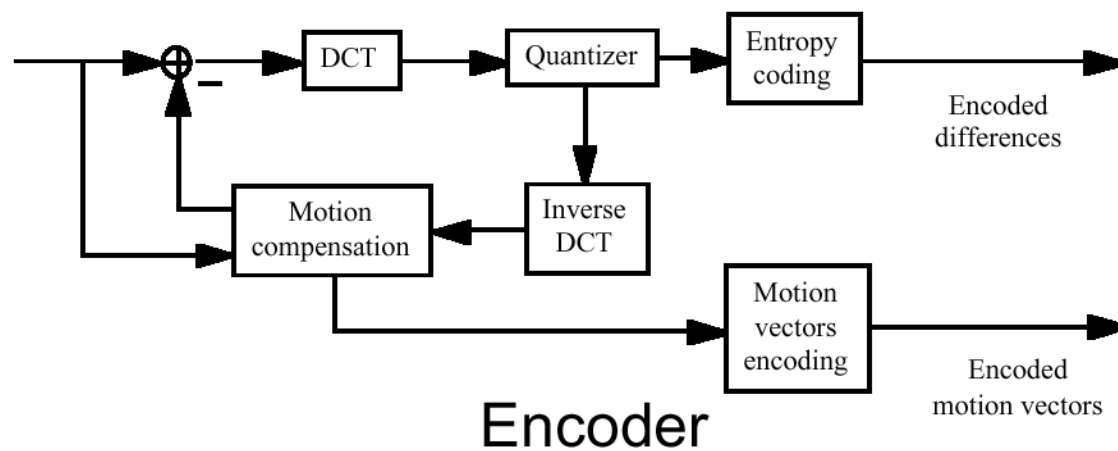 DCT
Quantizer
Entropy
coding
Encoded
differences
–
Motion
compensation
Inverse
DCT
Motion
vectors
encoding
Encoded
motion vectors
Encoder